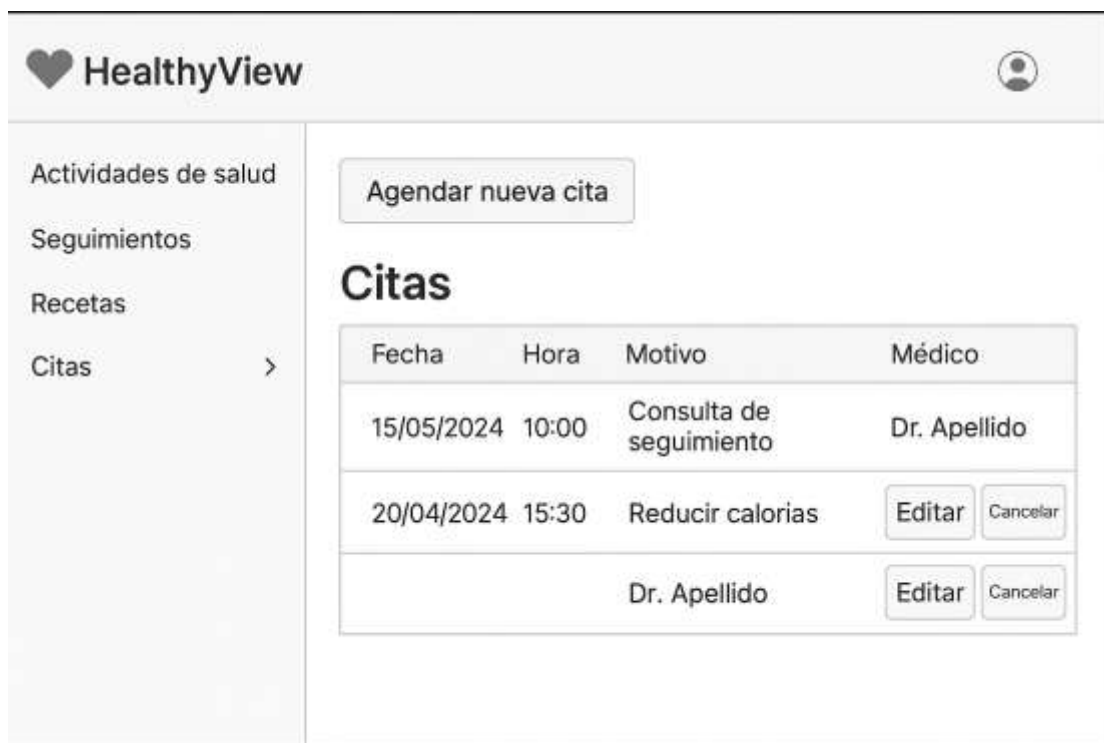 HealthyView
Actividades de salud
Seguimientos
Recetas
Citas
Agendar nueva cita
Citas
Fecha Hora Motivo Médico
15/05/2024 10:00 Consulta de
seguimiento Dr. Apellido
20/04/2024 15:30 Reducir calorias Editar Cancelar
Dr. Apellido Editar Cancelar